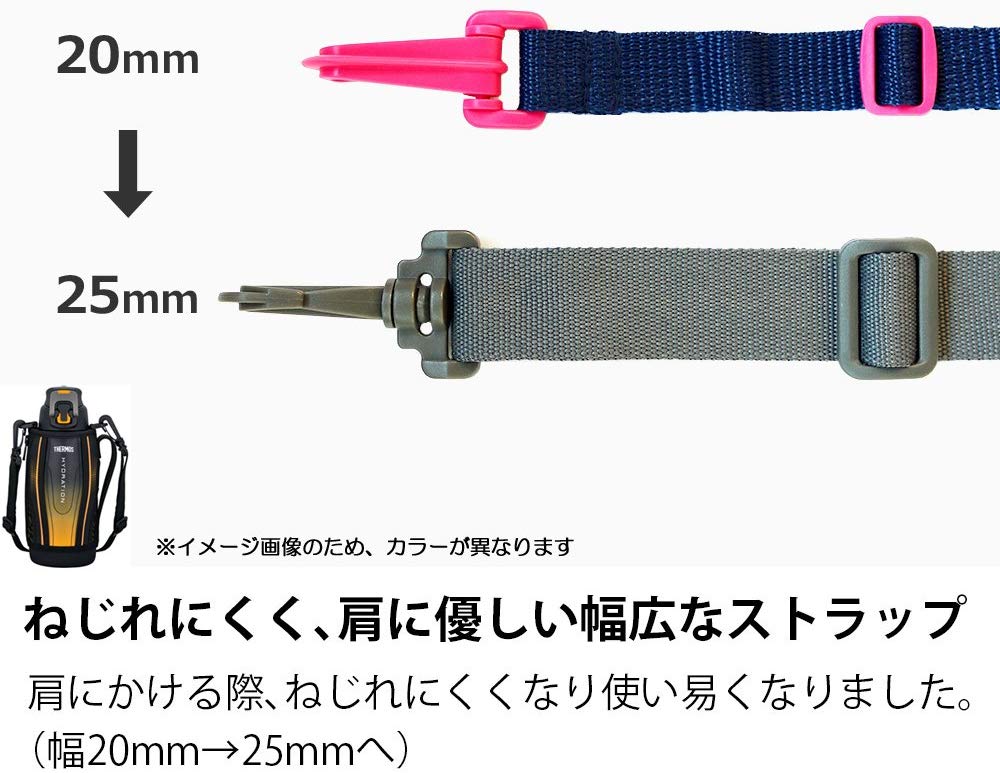 20mm
25mm
THERMOS
HYDRATION
※イメージ画像のため、カラーが異なります
ねじれにくく、肩に優しい幅広なストラップ
肩にかける際、ねじれにくくなり使い易くなりました。
（幅20mm→25mmへ）